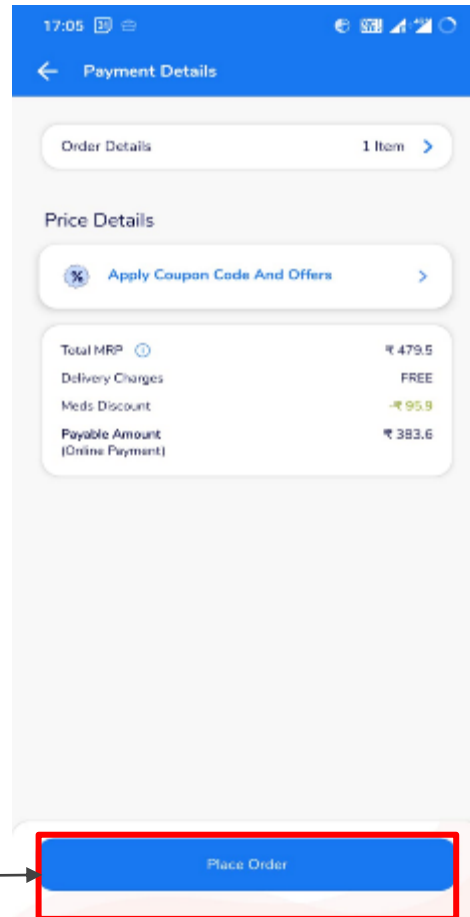 17:05 31
Payment Details
Order Details 1 Item
Price Details
% Apply Coupon Code And Offers
Total MRP ₹ 479.5
Delivery Charges FREE
Meds Discount -₹ 95.9
Payable Amount ₹ 383.6
(Online Payment)
Place Order